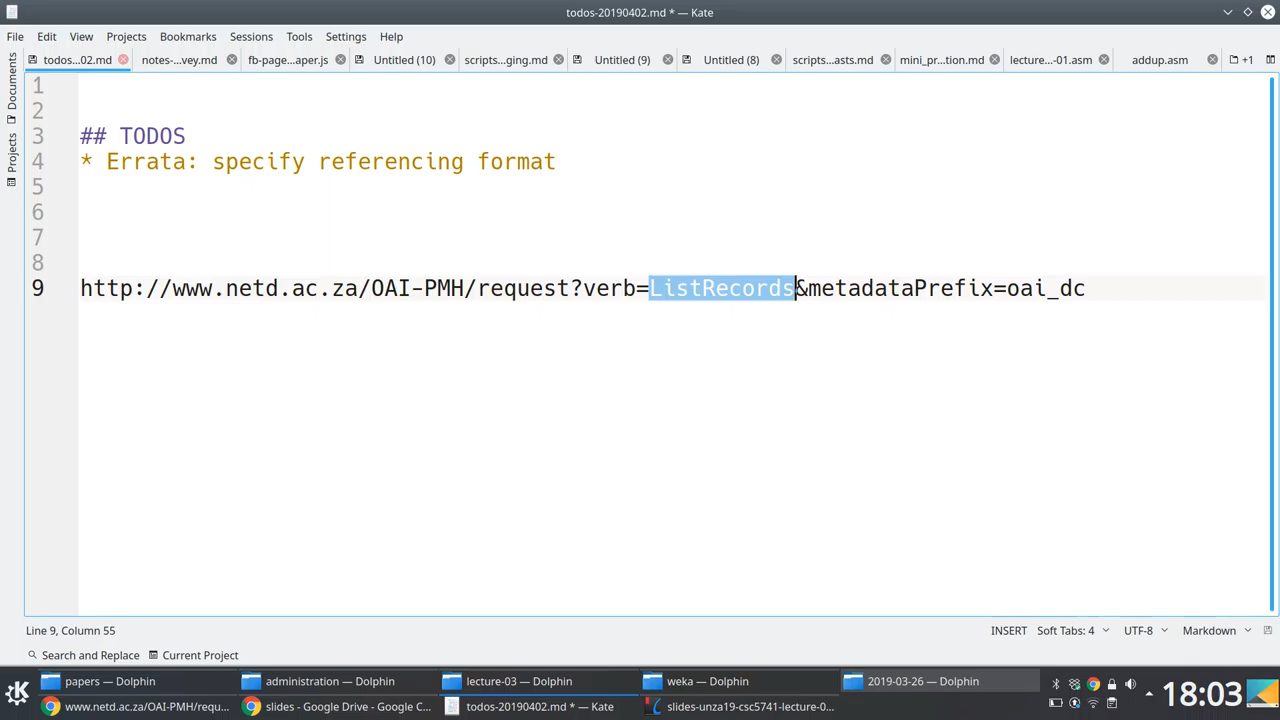 todos-20190402.md * — Kate
File Edit View Projects Bookmarks Sessions Tools Settings Help
todos...02.md notes-...vey.md fb-page...aper.js Untitled (10) scripts...ging.md Untitled (9) Untitled (8) scripts...asts.md mini_pr...tion.md lecture...-01.asm addup.asm +1
Documents
Projects
1
2
3 ## TODOS
4 * Errata: specify referencing format
5
6
7
8
9 http://www.netd.ac.za/OAI-PMH/request?verb=ListRecords&metadataPrefix=oai_dc
Line 9, Column 55 INSERT Soft Tabs: 4 UTF-8 Markdown
Search and Replace Current Project
papers — Dolphin administration — Dolphin lecture-03 — Dolphin weka — Dolphin 2019-03-26 — Dolphin
www.netd.ac.za/OAI-PMH/requ... slides - Google Drive - Google C... todos-20190402.md * — Kate slides-unza19-csc5741-lecture-0...
18:03